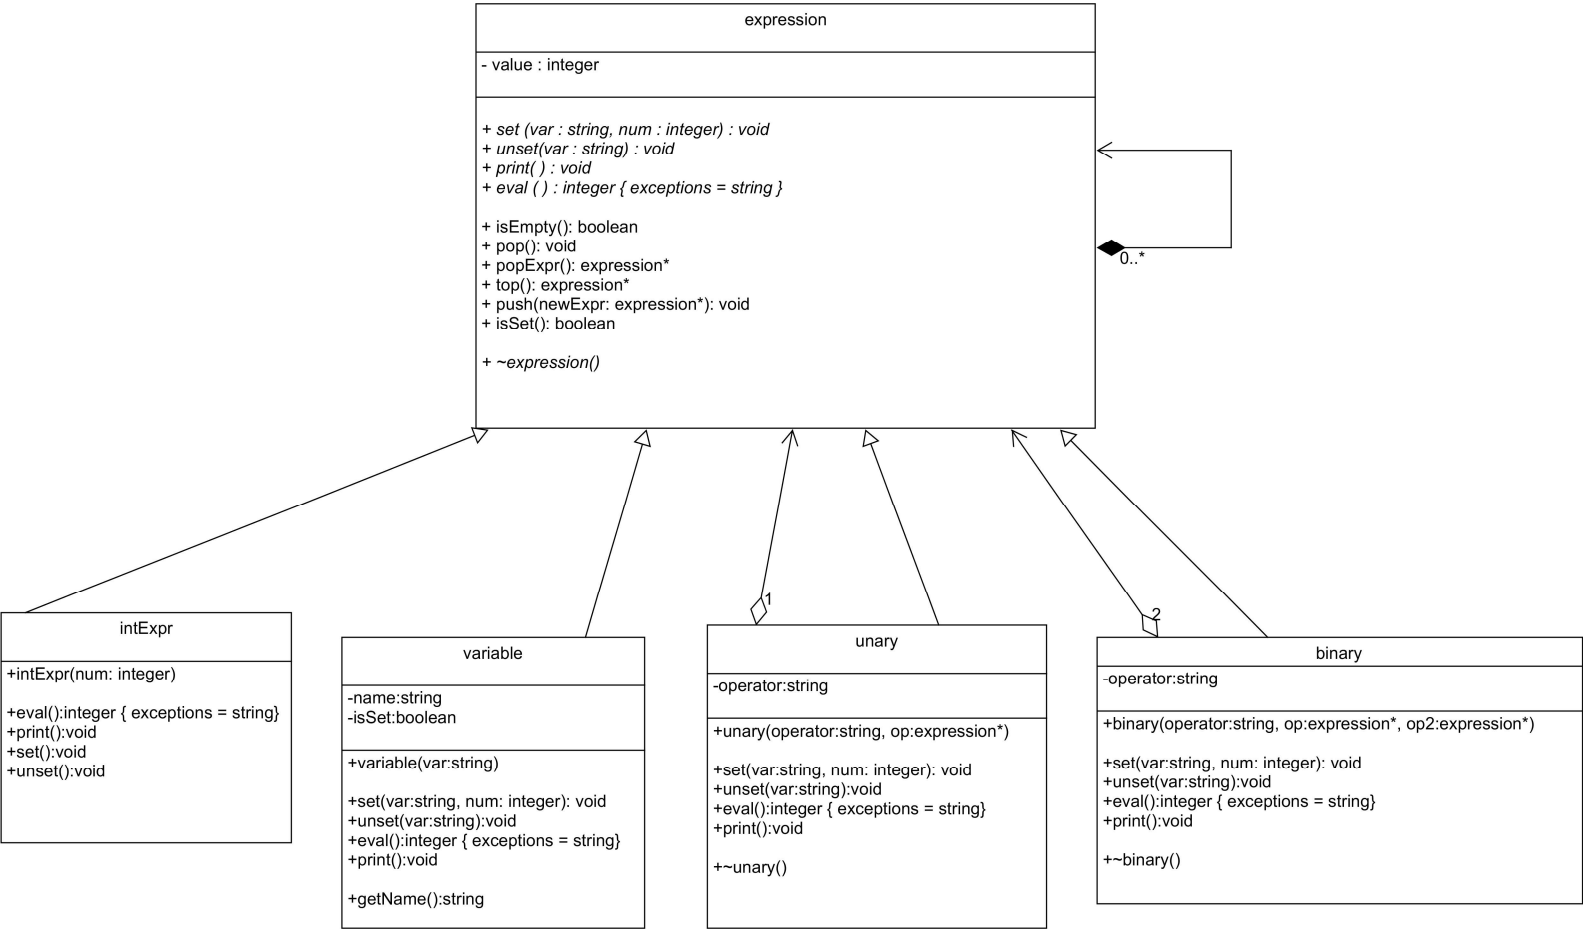 expression
- value : integer
+ set (var : string, num : integer) : void
+ unset(var : string) : void
+ print( ) : void
+ eval ( ) : integer { exceptions = string }
+ isEmpty(): boolean
+ pop(): void
+ popExpr(): expression*
+ top(): expression*
+ push(newExpr: expression*): void
+ isSet(): boolean
+ ~expression()
0..*
1
2
intExpr
+intExpr(num: integer)
+eval():integer { exceptions = string}
+print():void
+set():void
+unset():void
variable
-name:string
-isSet:boolean
+variable(var:string)
+set(var:string, num: integer): void
+unset(var:string):void
+eval():integer { exceptions = string}
+print():void
+getName():string
unary
-operator:string
+unary(operator:string, op:expression*)
+set(var:string, num: integer): void
+unset(var:string):void
+eval():integer { exceptions = string}
+print():void
+~unary()
binary
-operator:string
+binary(operator:string, op:expression*, op2:expression*)
+set(var:string, num: integer): void
+unset(var:string):void
+eval():integer { exceptions = string}
+print():void
+~binary()